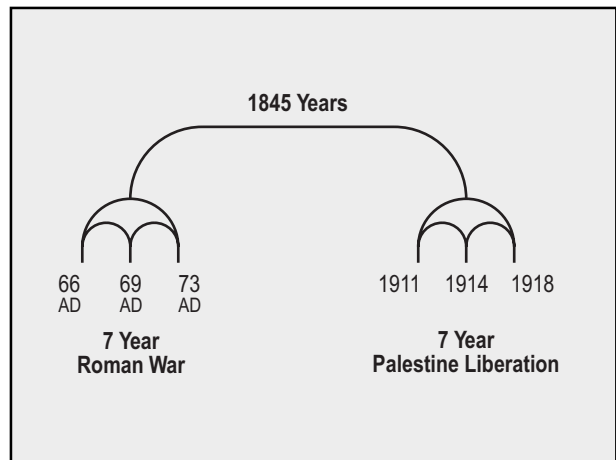 1845 Years
66 69 73
AD AD AD
7 Year
Roman War
1911 1914 1918
7 Year
Palestine Liberation